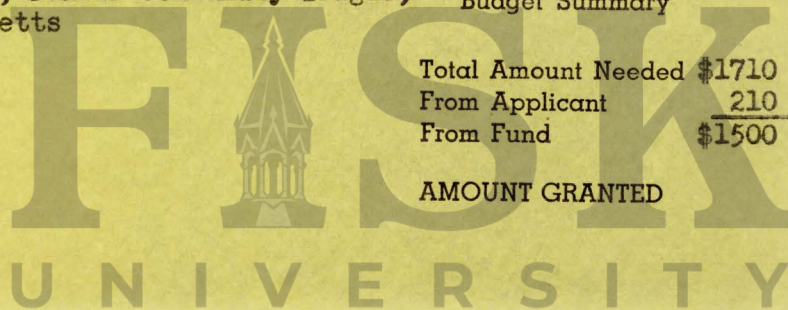 Budget Summary
etts
Total Amount Needed $1710
From Applicant 210
From Fund $1500
AMOUNT GRANTED
FISK
UNIVERSITY